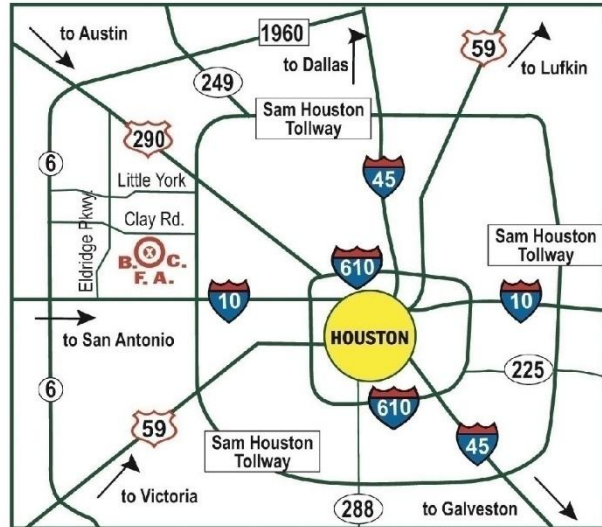 to Austin
1960
59
to Dallas
to Lufkin
249
Sam Houston
Tollway
290
6
45
Little York
Clay Rd.
Eldridge Pkwy.
B. X C.
F. A.
Sam Houston
Tollway
610
10
10
to San Antonio
HOUSTON
225
6
610
59
Sam Houston
Tollway
45
to Victoria
288
to Galveston